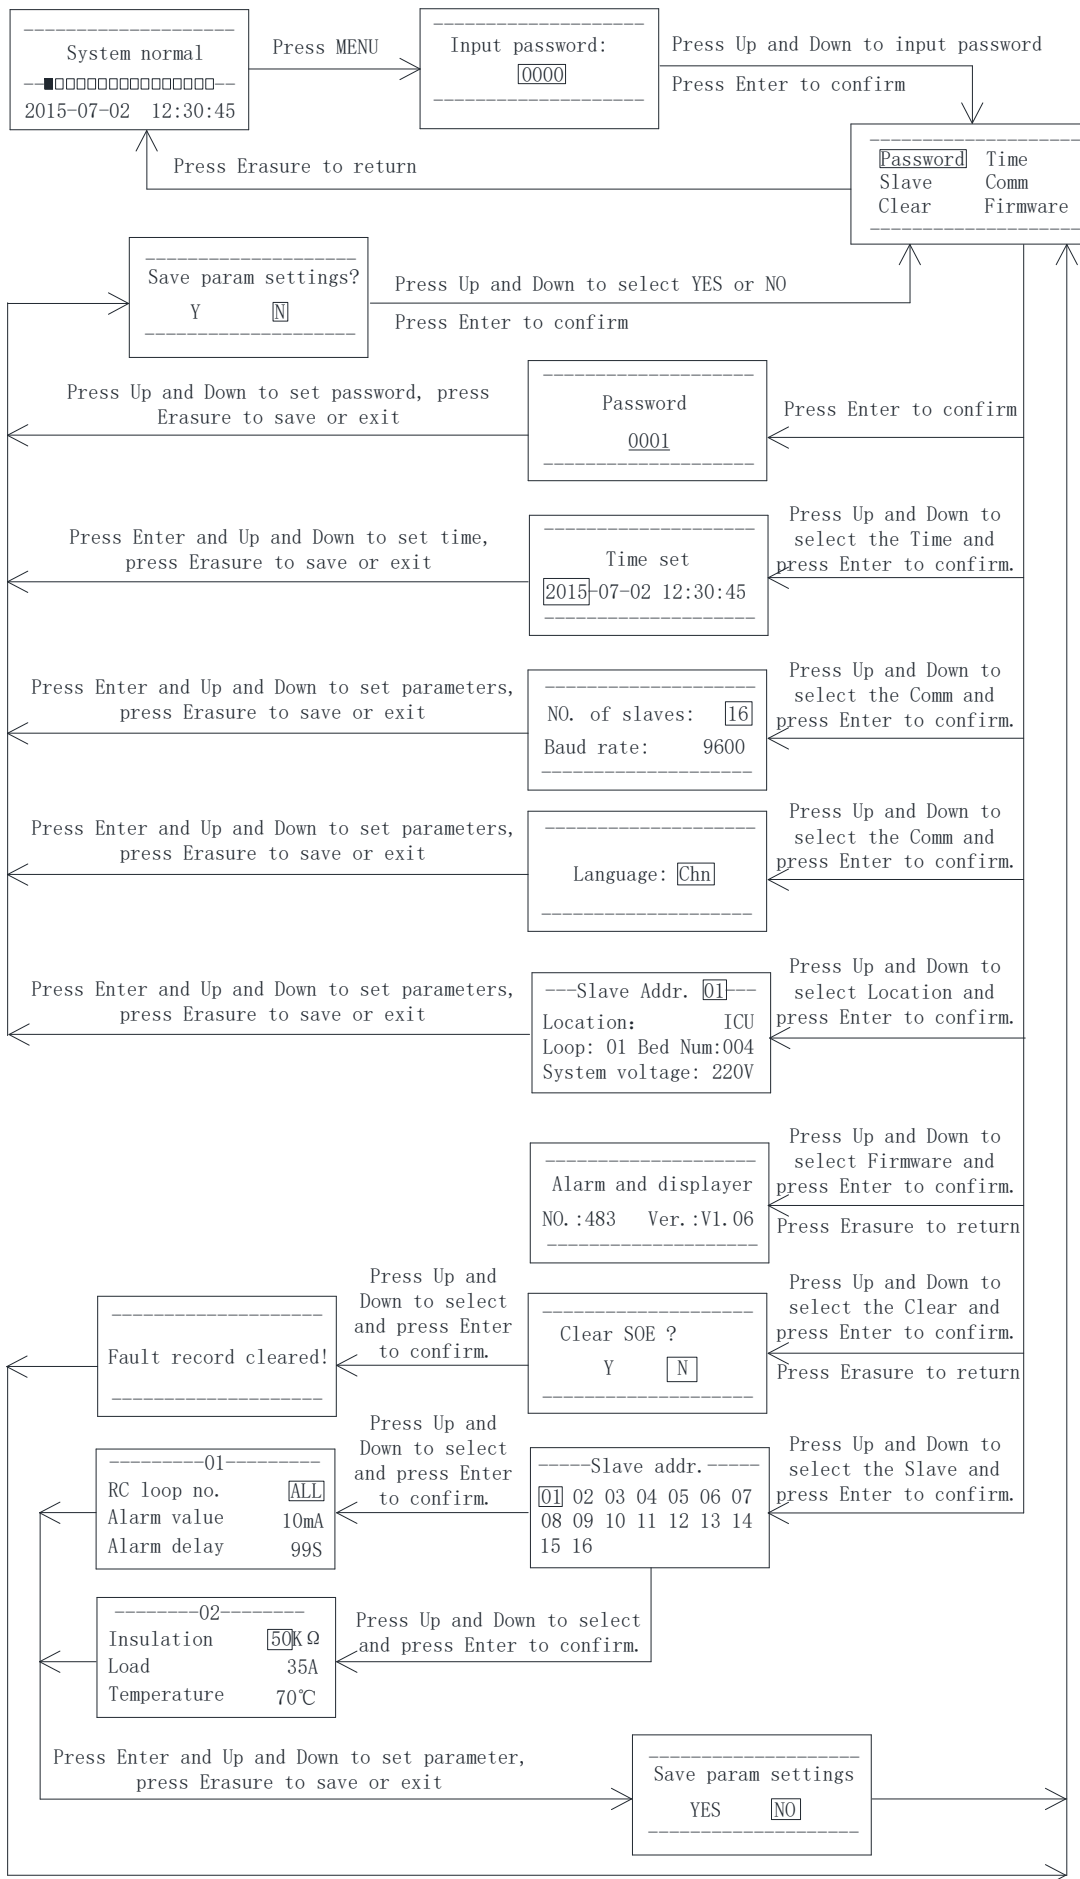 System normal
2015-07-02 12:30:45
Press MENU
Input password:
0000
Press Up and Down to input password
Press Enter to confirm
Password Time
Slave Comm
Clear Firmware
Press Erasure to return
Save param settings?
Y N
Press Up and Down to select YES or NO
Press Enter to confirm
Press Up and Down to set password, press
Erasure to save or exit
Password
0001
Press Enter to confirm
Press Enter and Up and Down to set time,
press Erasure to save or exit
Time set
2015-07-02 12:30:45
Press Up and Down to
select the Time and
press Enter to confirm.
Press Enter and Up and Down to set parameters,
press Erasure to save or exit
NO. of slaves: 16
Baud rate: 9600
Press Up and Down to
select the Comm and
press Enter to confirm.
Press Enter and Up and Down to set parameters,
press Erasure to save or exit
Language: Chn
Press Up and Down to
select the Comm and
press Enter to confirm.
Press Enter and Up and Down to set parameters,
press Erasure to save or exit
---Slave Addr. 01---
Location: ICU
Loop: 01 Bed Num:004
System voltage: 220V
Press Up and Down to
select Location and
press Enter to confirm.
Alarm and displayer
NO.:483 Ver.:V1.06
Press Up and Down to
select Firmware and
press Enter to confirm.
Press Erasure to return
Fault record cleared!
Press Up and
Down to select
and press Enter
to confirm.
Clear SOE ?
Y N
Press Up and Down to
select the Clear and
press Enter to confirm.
Press Erasure to return
---------01---------
RC loop no. ALL
Alarm value 10mA
Alarm delay 99S
Press Up and
Down to select
and press Enter
to confirm.
-----Slave addr.-----
01 02 03 04 05 06 07
08 09 10 11 12 13 14
15 16
Press Up and Down to
select the Slave and
press Enter to confirm.
--------02--------
Insulation 50KΩ
Load 35A
Temperature 70℃
Press Up and Down to select
and press Enter to confirm.
Press Enter and Up and Down to set parameter,
press Erasure to save or exit
Save param settings
YES NO